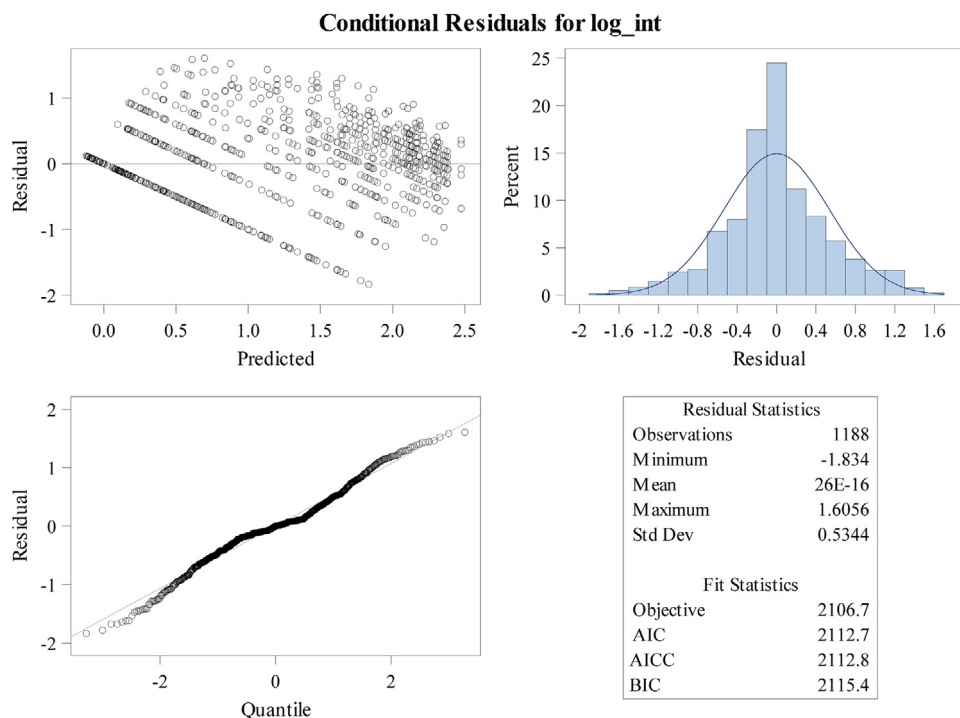 Conditional Residuals for log_int
Residual
1
0
-1
-2
0.0 0.5 1.0 1.5 2.0 2.5
Predicted
Percent
25
20
15
10
5
0
-2 -1.6 -1.2 -0.8 -0.4 0 0.4 0.8 1.2 1.6
Residual
Residual
2
1
0
-1
-2
-2 0 2
Quantile
Residual Statistics
Observations 1188
Minimum -1.834
Mean 26E-16
Maximum 1.6056
Std Dev 0.5344
Fit Statistics
Objective 2106.7
AIC 2112.7
AICC 2112.8
BIC 2115.4